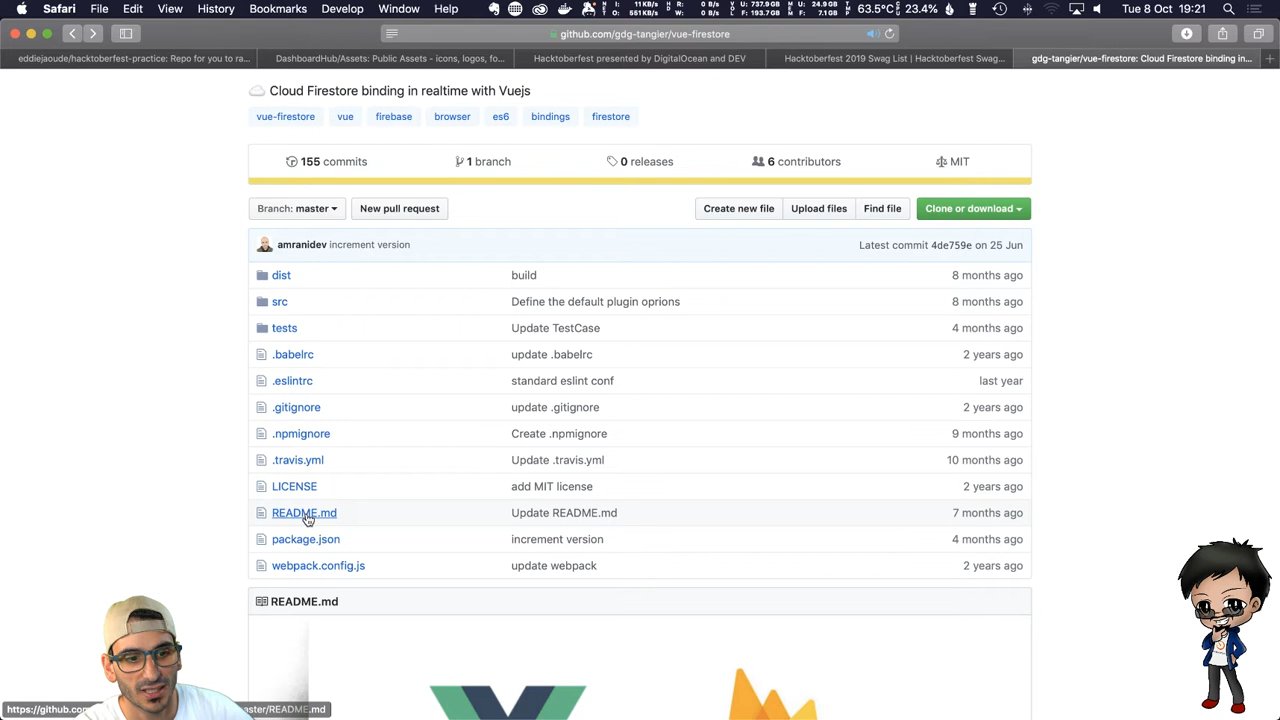 Safari File Edit View History Bookmarks Develop Window Help
63.5°C 23.4% Tue 8 Oct 19:21
github.com/gdg-tangier/vue-firestore
eddiejaoude/hacktoberfest-practice: Repo for you to ra...
DashboardHub/Assets: Public Assets - icons, logos, fo...
Hacktoberfest presented by DigitalOcean and DEV
Hacktoberfest 2019 Swag List | Hacktoberfest Swag...
gdg-tangier/vue-firestore: Cloud Firestore binding in...
Cloud Firestore binding in realtime with Vuejs
vue-firestore vue firebase browser es6 bindings firestore
155 commits 1 branch 0 releases 6 contributors MIT
Branch: master New pull request Create new file Upload files Find file Clone or download
amranidev increment version Latest commit 4de759e on 25 Jun
dist build 8 months ago
src Define the default plugin oprions 8 months ago
tests Update TestCase 4 months ago
.babelrc update .babelrc 2 years ago
.eslintrc standard eslint conf last year
.gitignore update .gitignore 2 years ago
.npmignore Create .npmignore 9 months ago
.travis.yml Update .travis.yml 10 months ago
LICENSE add MIT license 2 years ago
README.md Update README.md 7 months ago
package.json increment version 4 months ago
webpack.config.js update webpack 2 years ago
README.md
https://github.com
aster/README.md